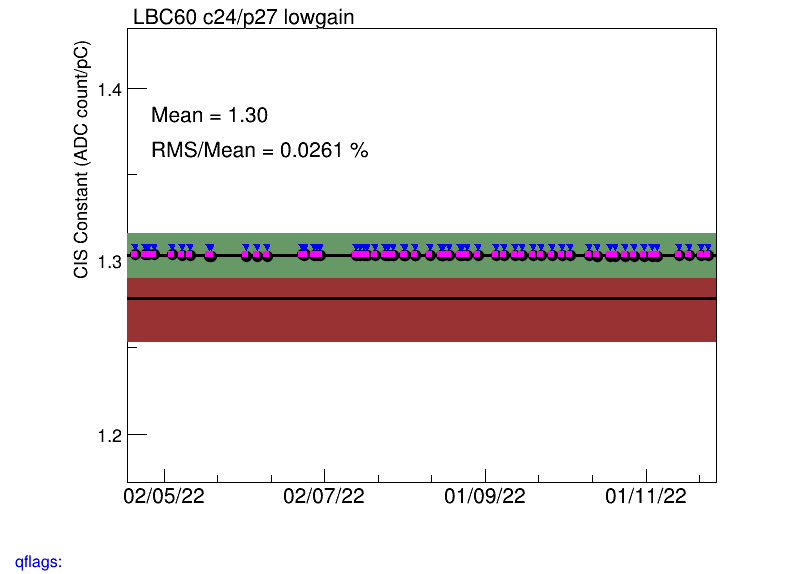 LBC60 c24/p27 lowgain
CIS Constant (ADC count/pC)
1.4
Mean = 1.30
RMS/Mean = 0.0261 %
1.3
1.2
02/05/22 02/07/22 01/09/22 01/11/22
qflags: